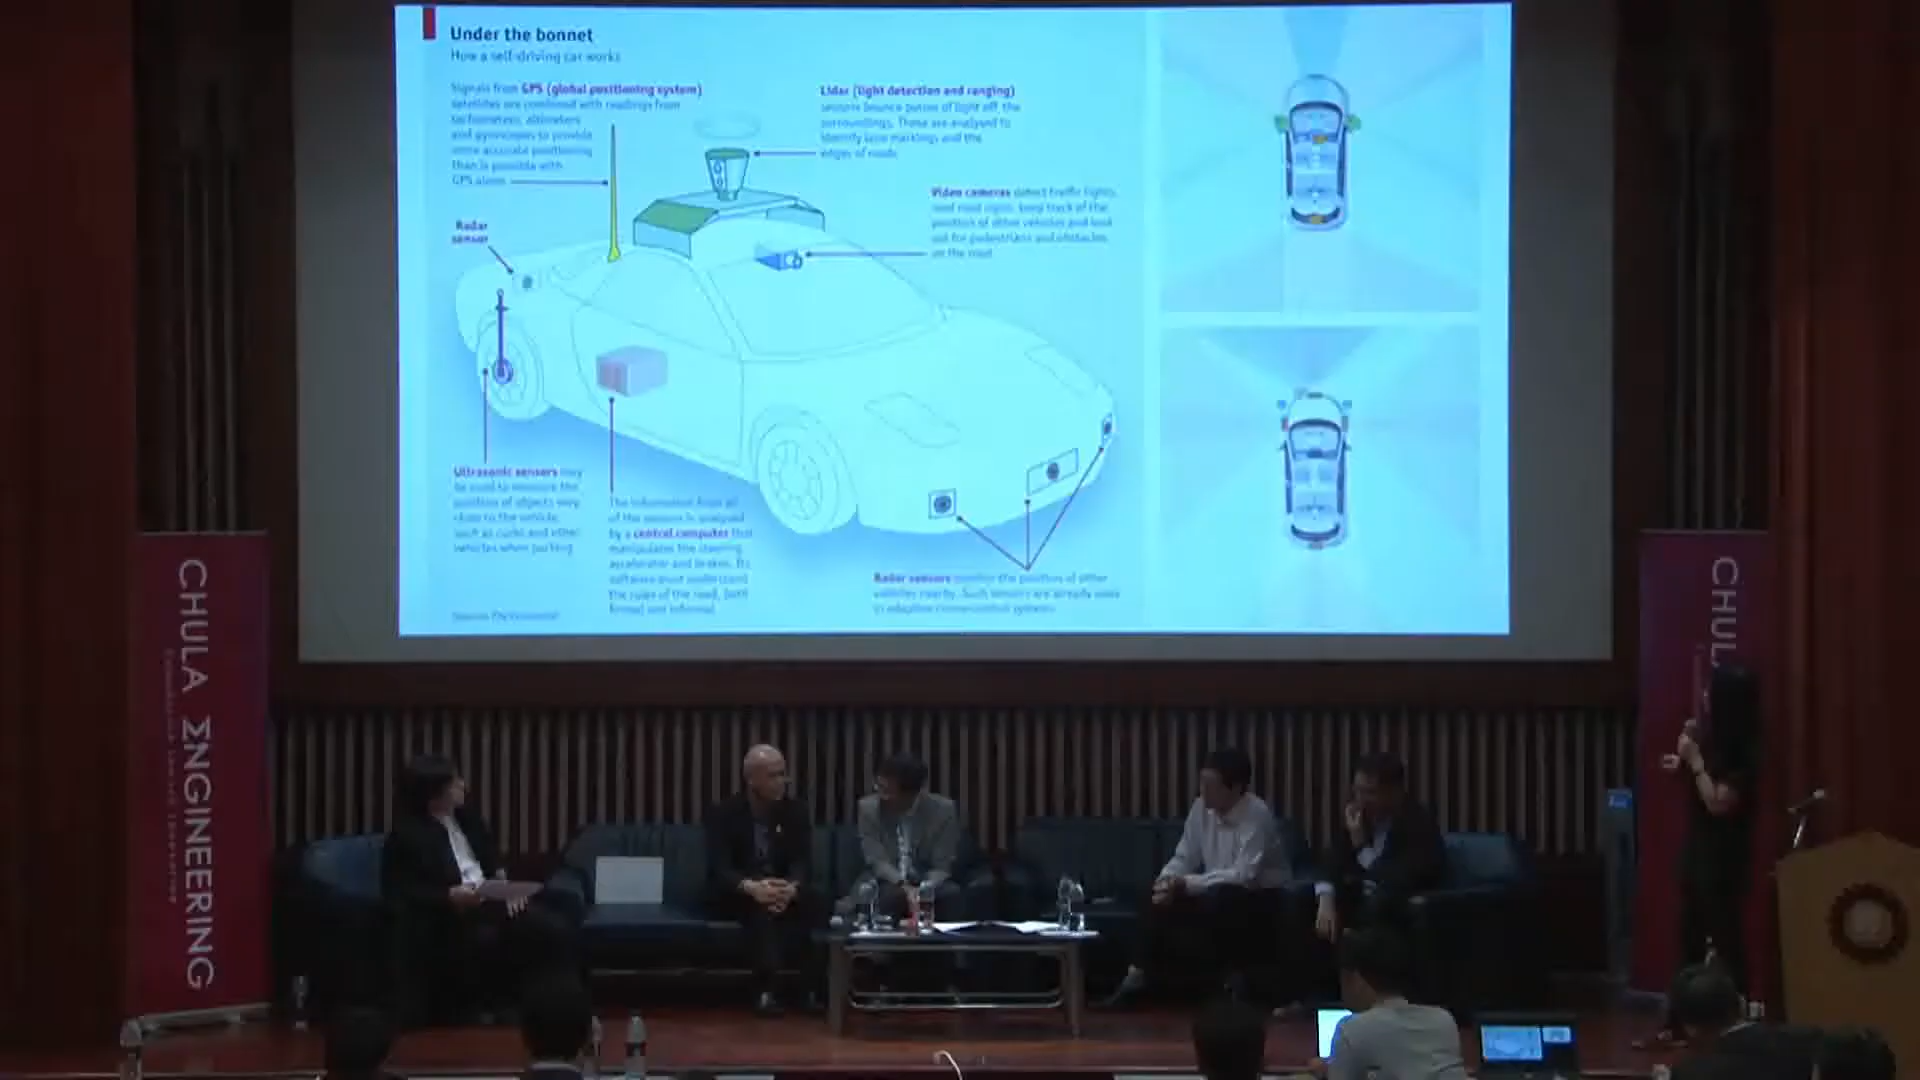 Under the bonnet
How a self-driving car works
Signals from GPS (global positioning system)
satellites are combined with readings from
tachometers, altimeters
and gyroscopes to provide
more accurate positioning
than is possible with
GPS alone
Lidar (light detection and ranging)
sensors bounce pulses of light off the
surroundings. These are analysed to
identify lane markings and the
edges of roads
Video cameras detect traffic lights,
read road signs, keep track of the
position of other vehicles and look
out for pedestrians and obstacles
on the road
Radar
sensor
Ultrasonic sensors may
be used to measure the
position of objects very
close to the vehicle,
such as curbs and other
vehicles when parking
The information from all
of the sensors is analysed
by a central computer that
manipulates the steering,
accelerator and brakes. Its
software must understand
the rules of the road, both
formal and informal
Radar sensors monitor the position of other
vehicles nearby. Such sensors are already used
in adaptive cruise-control systems
Source: The Economist
CHULA ΣNGINEERING
CHUL